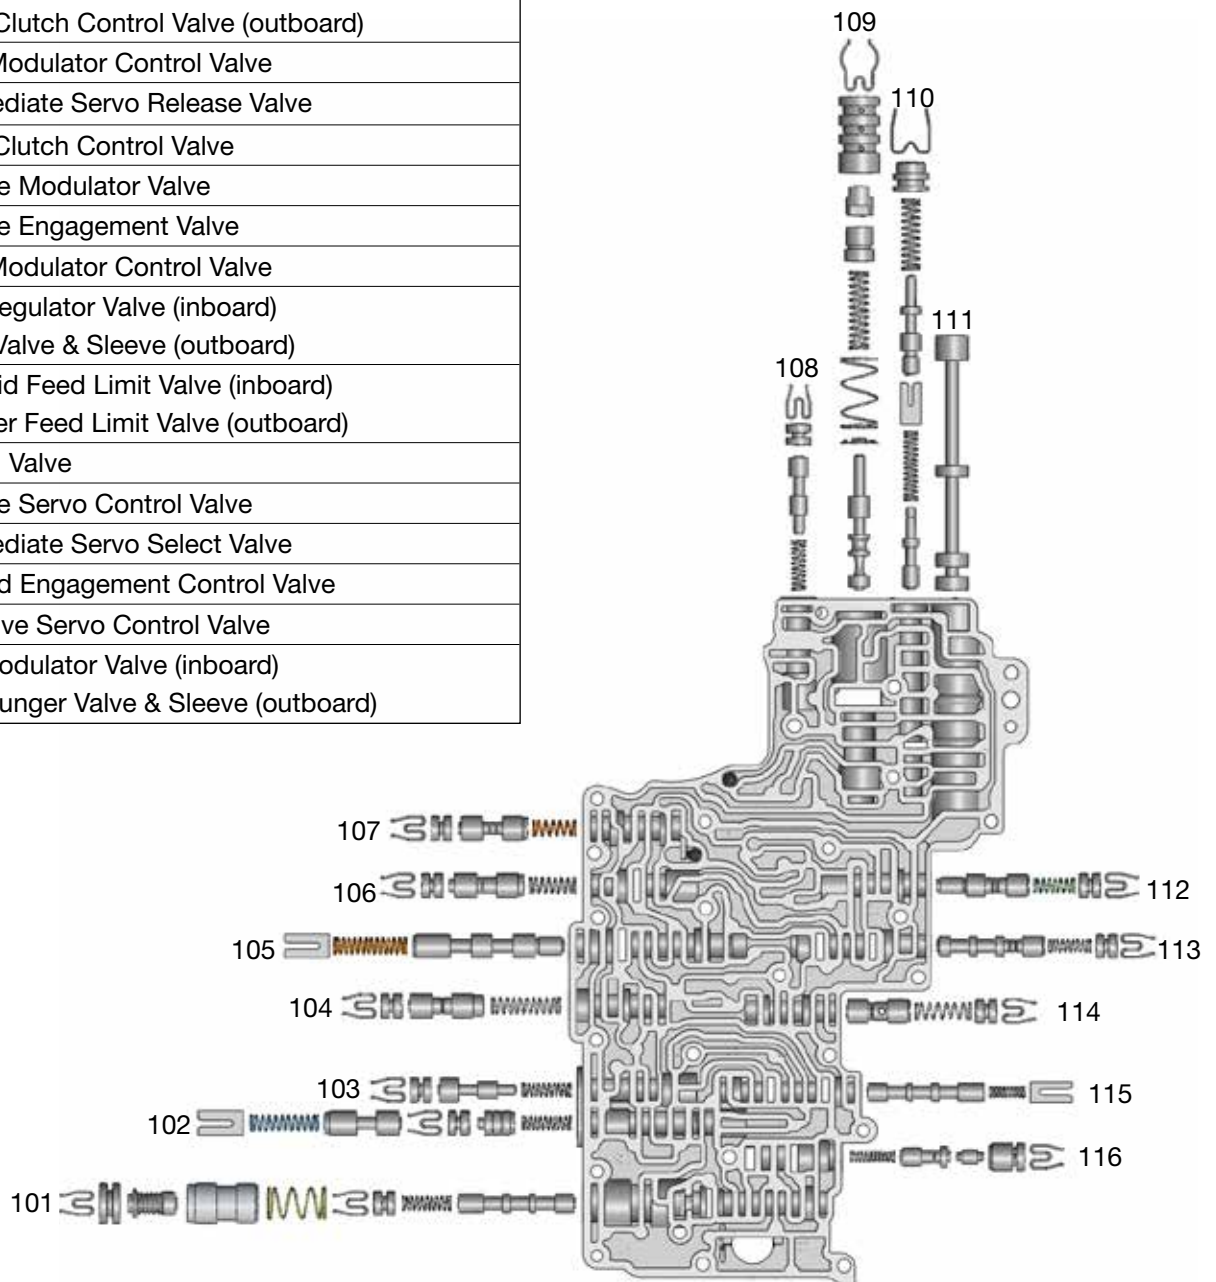 Clutch Control Valve (outboard)
Modulator Control Valve
ediate Servo Release Valve
Clutch Control Valve
e Modulator Valve
e Engagement Valve
Modulator Control Valve
egulator Valve (inboard)
Valve & Sleeve (outboard)
id Feed Limit Valve (inboard)
er Feed Limit Valve (outboard)
Valve
e Servo Control Valve
ediate Servo Select Valve
d Engagement Control Valve
ve Servo Control Valve
odulator Valve (inboard)
unger Valve & Sleeve (outboard)
109
110
111
108
107
106
112
105
113
104
114
103
115
102
116
101